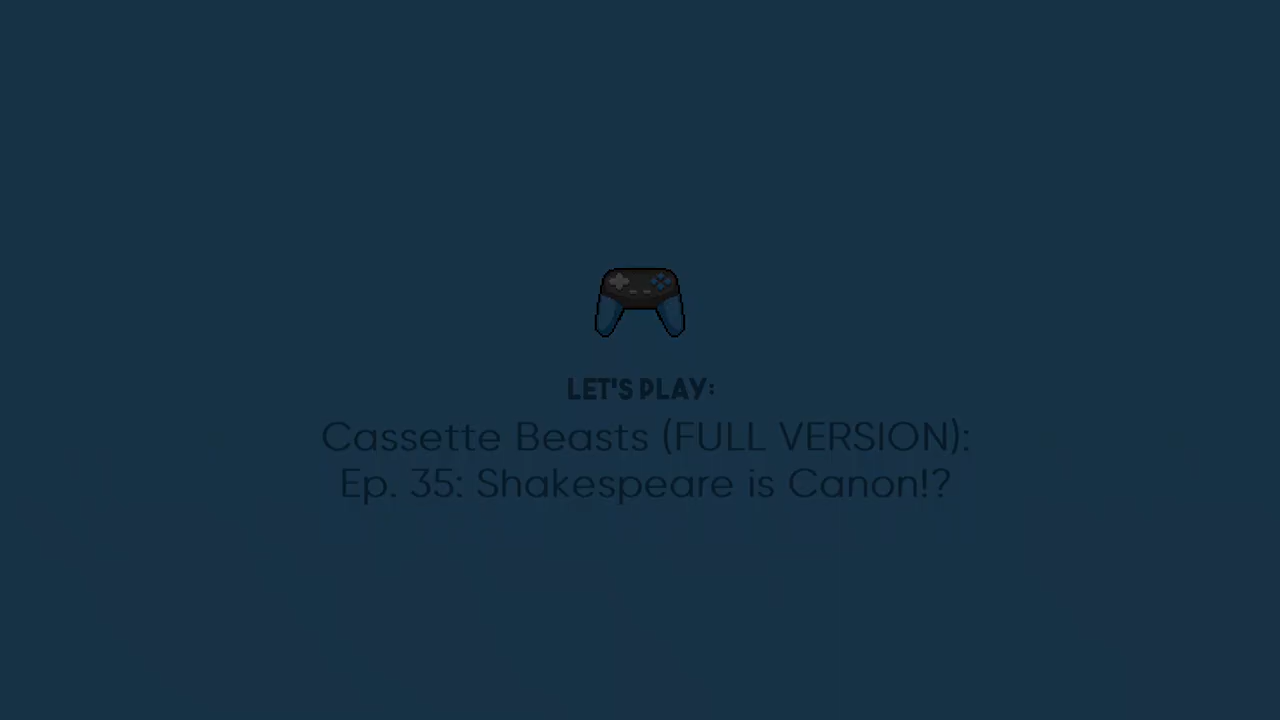 LET'S PLAY:
Cassette Beasts (FULL VERSION):
Ep. 35: Shakespeare is Canon!?